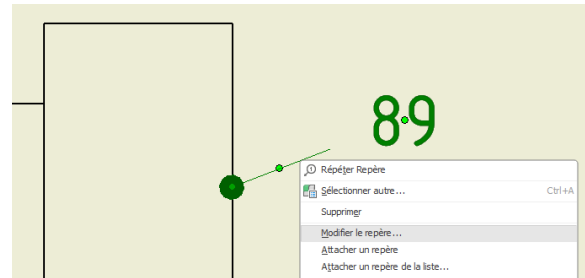 89
Répéter Repère
Sélectionner autre... Ctrl+A
Supprimer
Modifier le repère...
Attacher un repère
Attacher un repère de la liste...